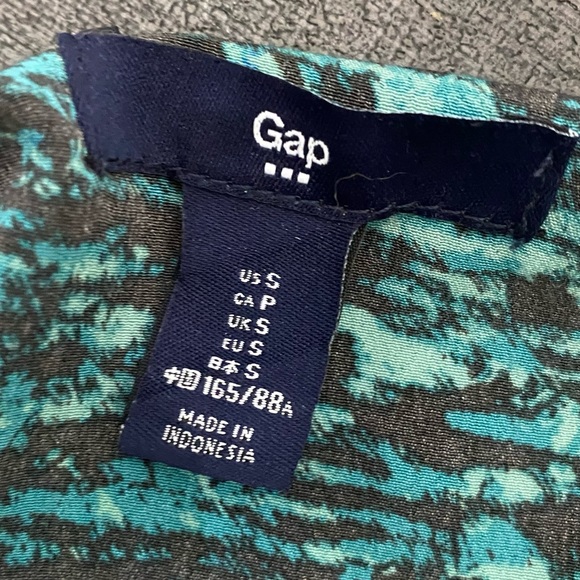 Gap
US S
CA P
UK S
EU S
日本 S
中国 165/88A
MADE IN
INDONESIA